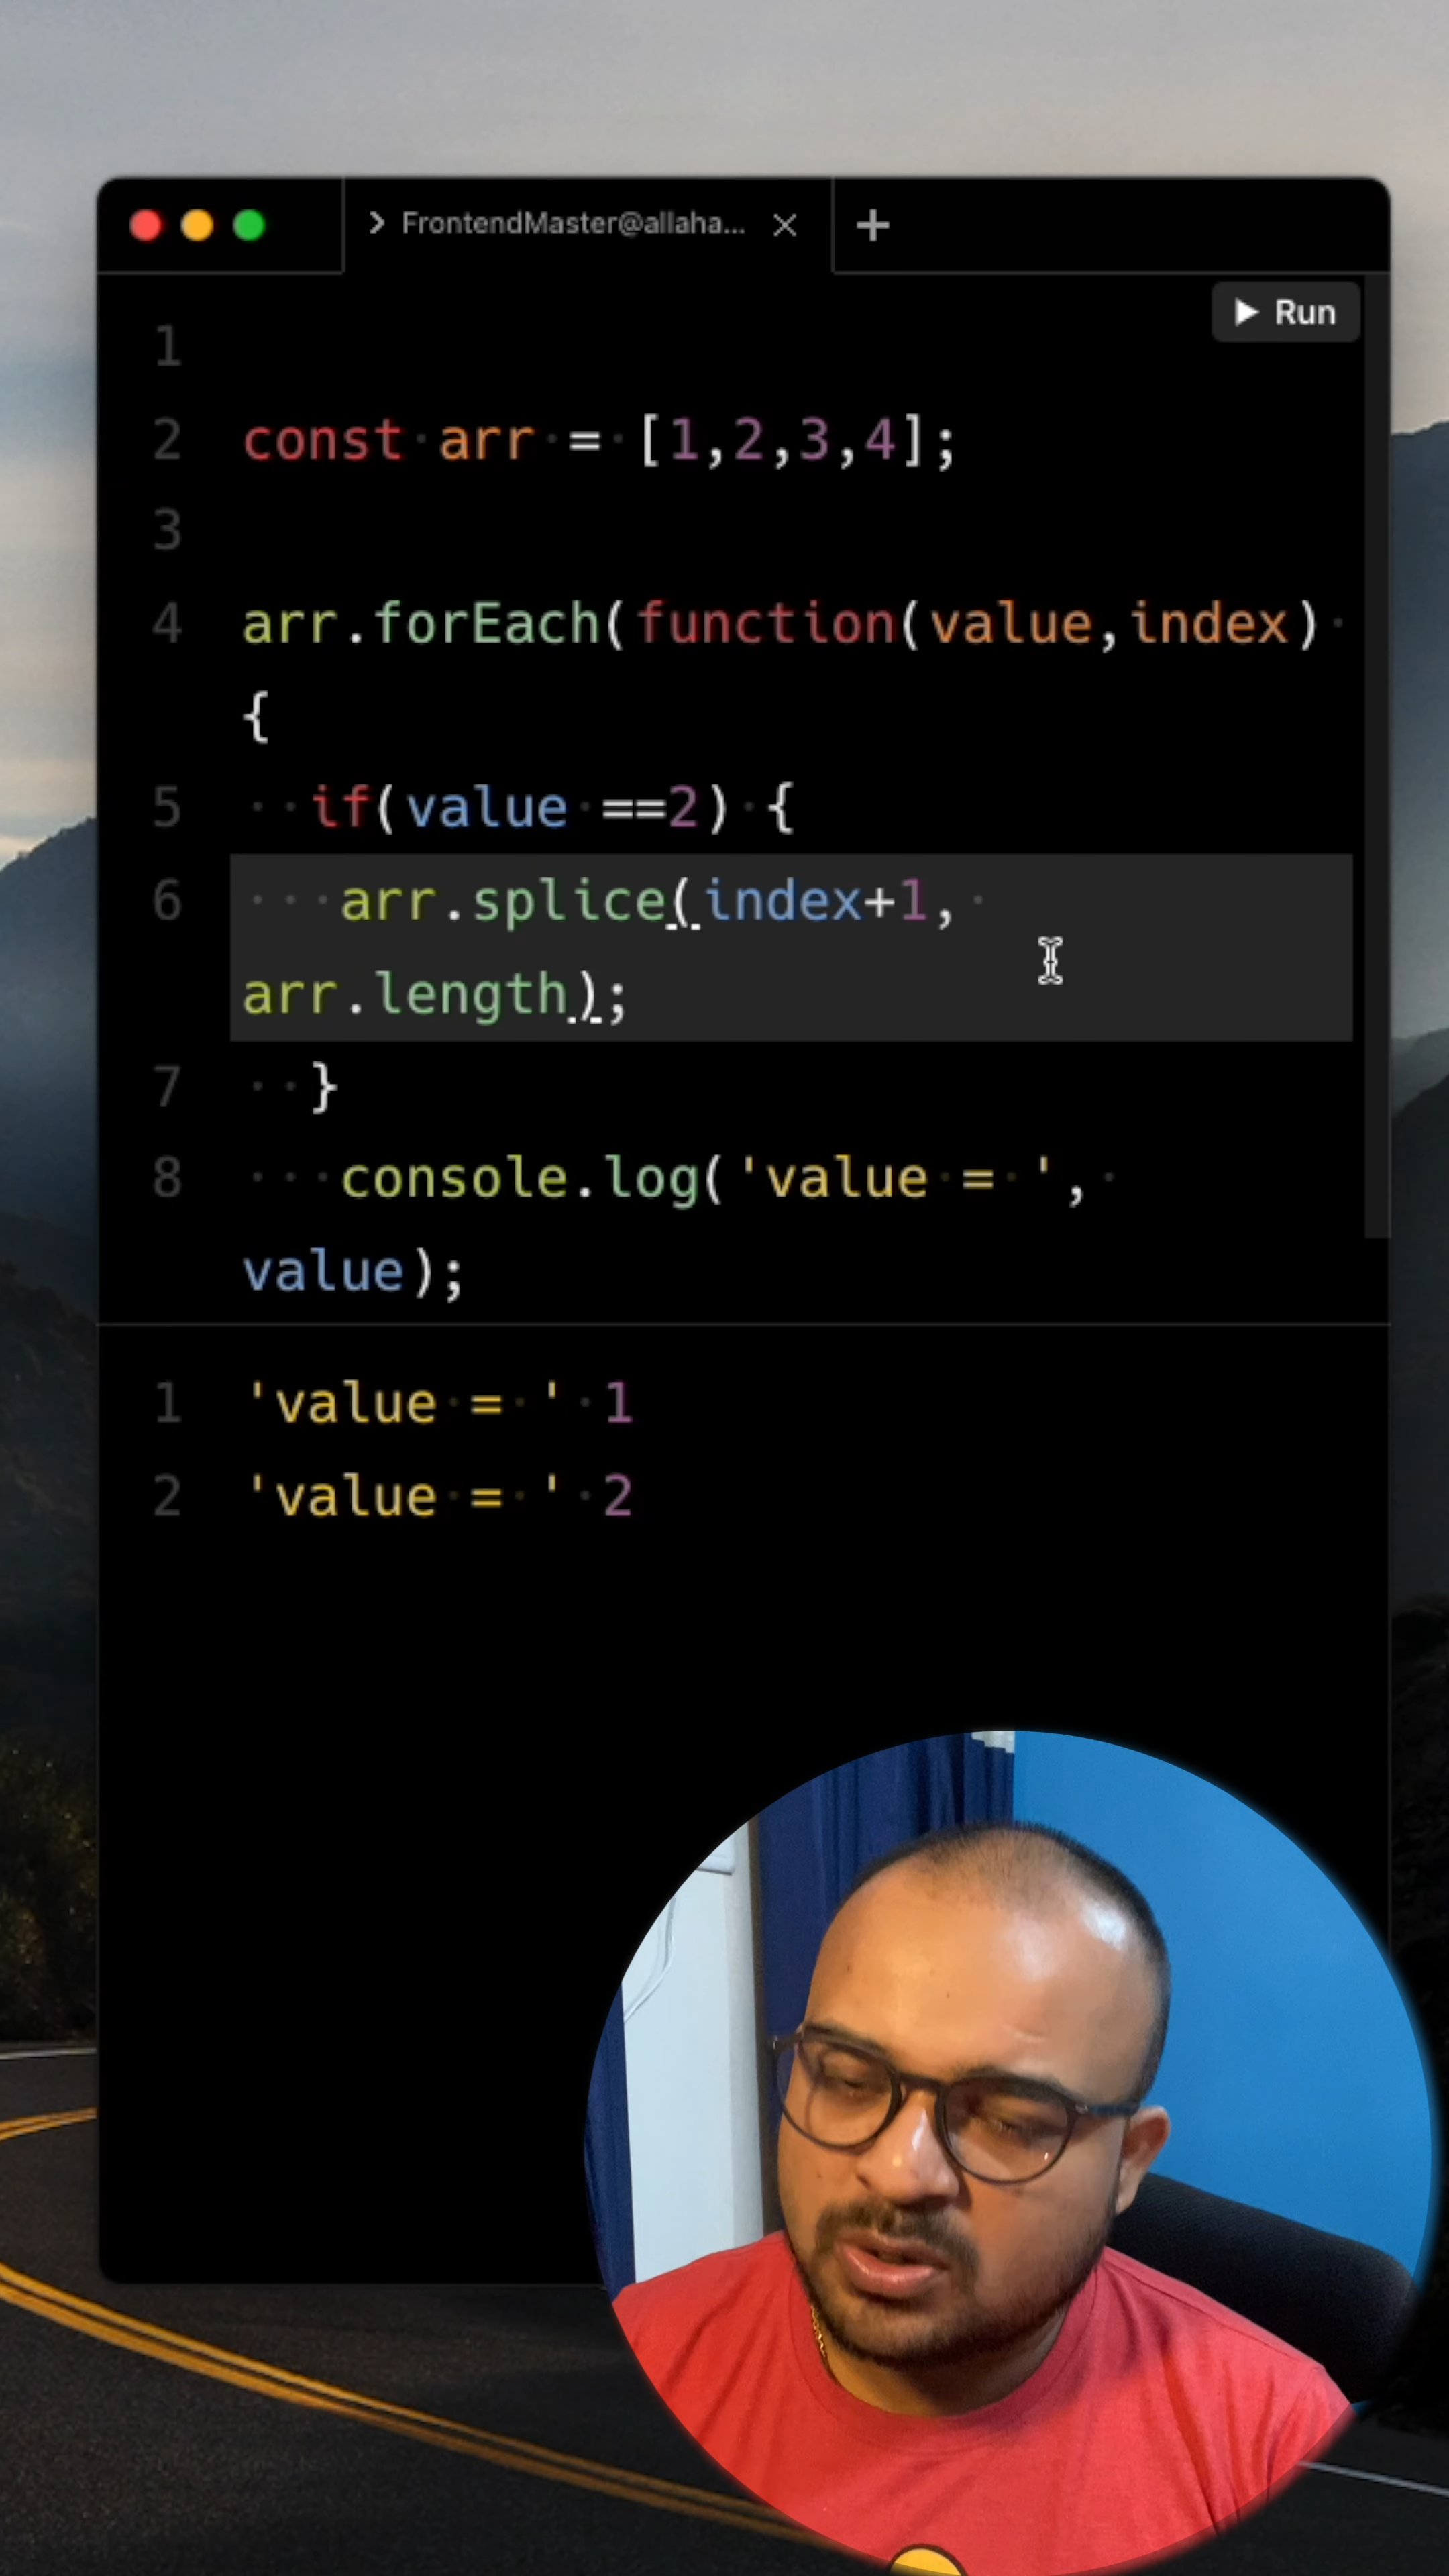 FrontendMaster@allaha...
Run
1
2 const arr = [1,2,3,4];
3
4 arr.forEach(function(value,index)
{
5 if(value ==2) {
6 arr.splice(index+1,
arr.length);
7 }
8 console.log('value = ',
value);
1 'value = ' 1
2 'value = ' 2